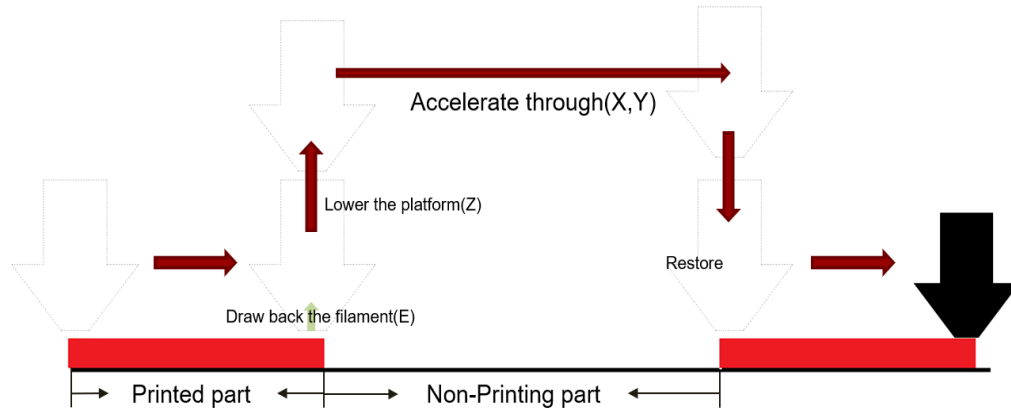 Accelerate through(X,Y)
Lower the platform(Z)
Restore
Draw back the filament(E)
Printed part
Non-Printing part